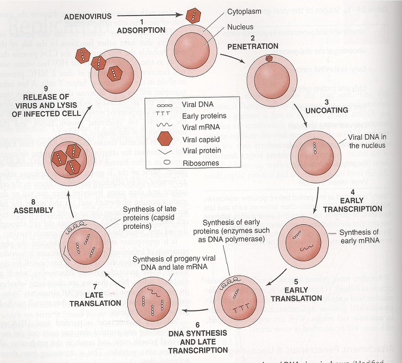 ADENOVIRUS
1
ADSORPTION
Cytoplasm
Nucleus
2
PENETRATION
3
UNCOATING
Viral DNA in
the nucleus
4
EARLY
TRANSCRIPTION
Synthesis
of early mRNA
5
EARLY
TRANSLATION
Synthesis of early
proteins (enzymes such
as DNA polymerase)
6
DNA SYNTHESIS
AND LATE
TRANSCRIPTION
Synthesis of progeny viral
DNA and late mRNA
7
LATE
TRANSLATION
Synthesis of late
proteins (capsid
proteins)
8
ASSEMBLY
9
RELEASE OF
VIRUS AND LYSIS
OF INFECTED CELL
Viral DNA
Early proteins
Viral mRNA
Viral capsid
Viral protein
Ribosomes